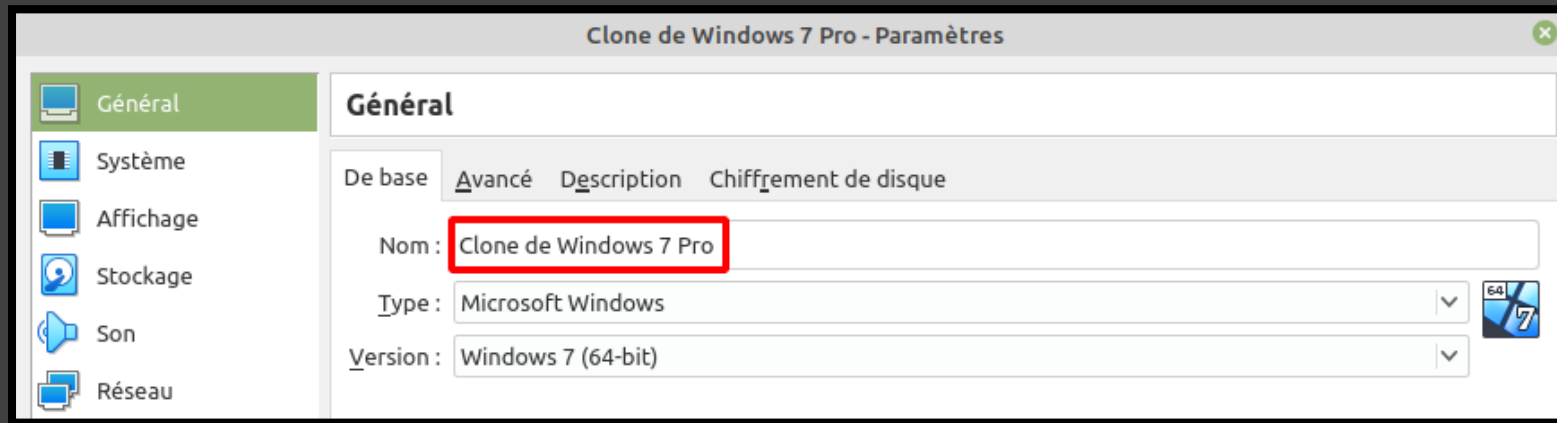 Clone de Windows 7 Pro - Paramètres
Général
Système
Affichage
Stockage
Son
Réseau
Général
De base Avancé Description Chiffrement de disque
Nom : Clone de Windows 7 Pro
Type : Microsoft Windows
64
7
Version : Windows 7 (64-bit)